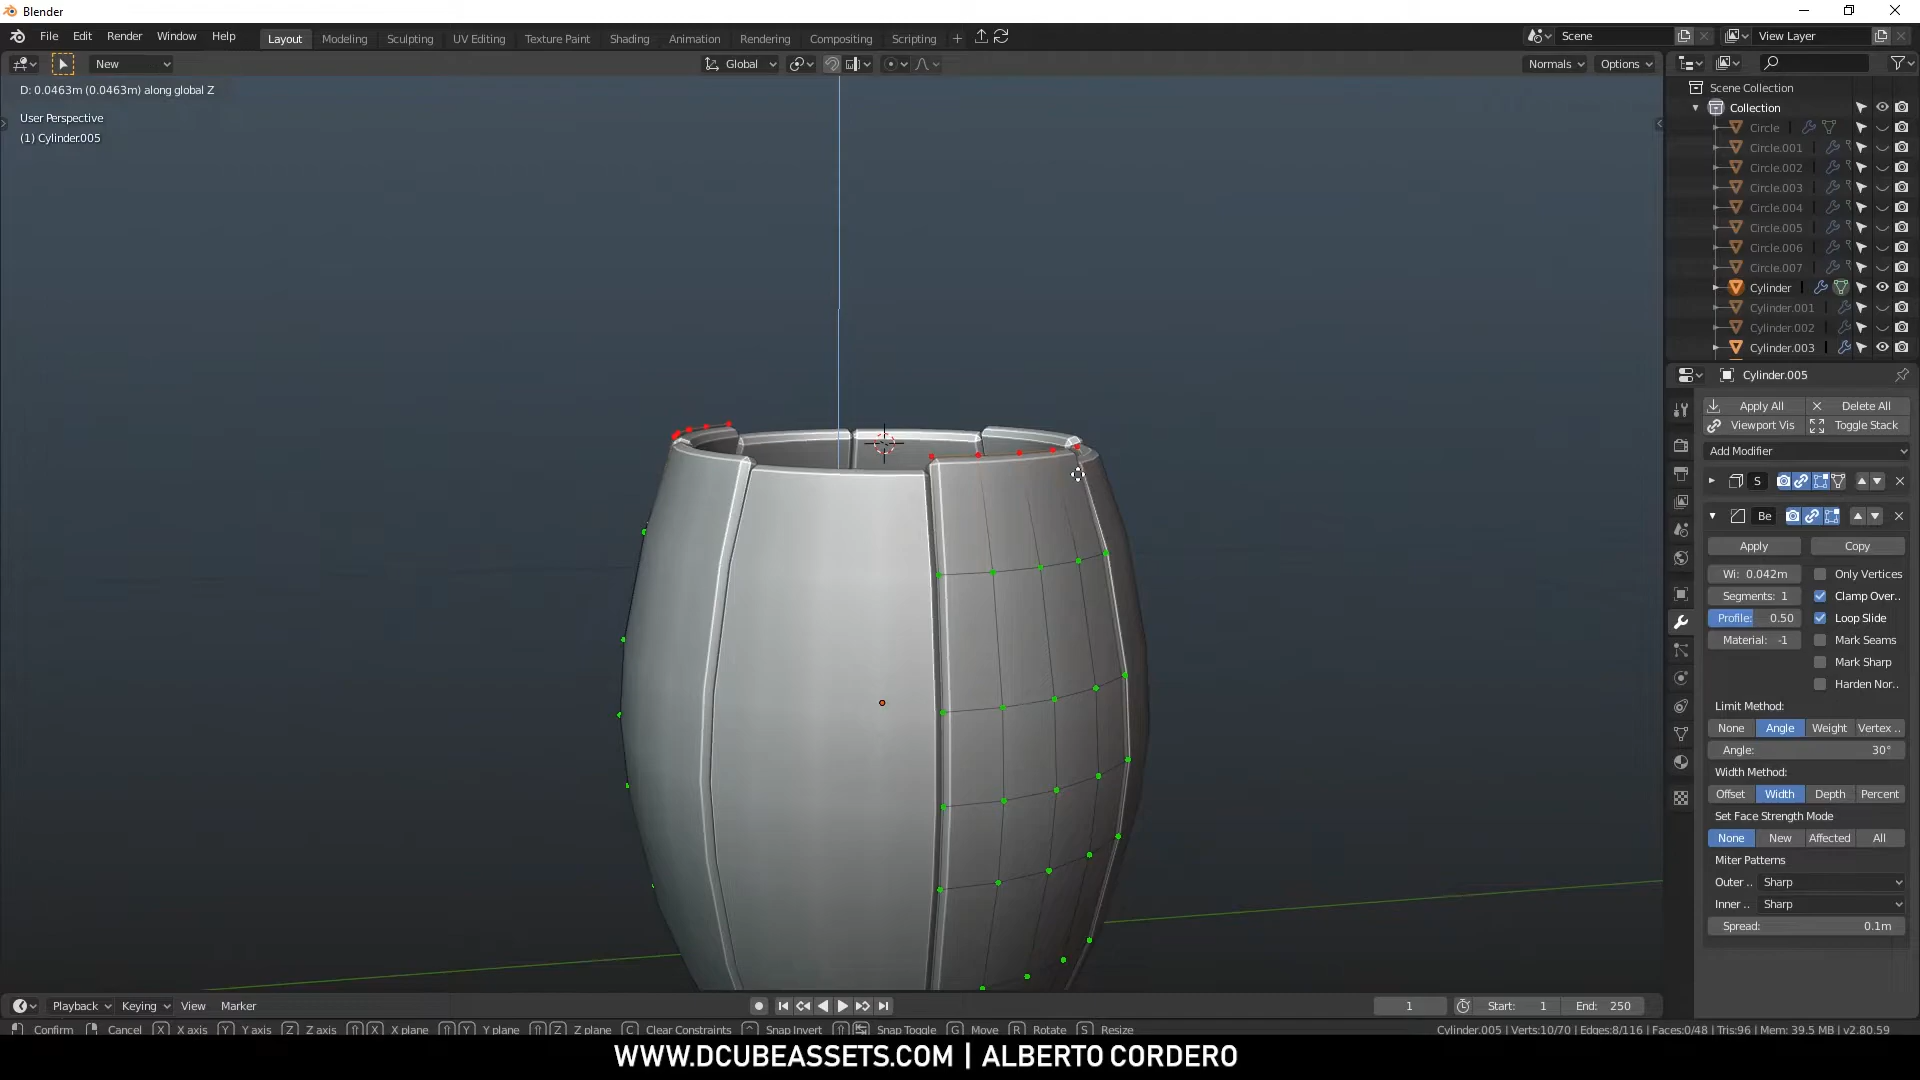 Blender
File Edit Render Window Help Layout Modeling Sculpting UV Editing Texture Paint Shading Animation Rendering Compositing Scripting + Scene View Layer
New Global Normals Options
D: 0.0463m (0.0463m) along global Z
User Perspective
(1) Cylinder.005
Scene Collection
Collection
Circle
Circle.001
Circle.002
Circle.003
Circle.004
Circle.005
Circle.006
Circle.007
Cylinder
Cylinder.001
Cylinder.002
Cylinder.003
Cylinder.005
Apply All Delete All
Viewport Vis Toggle Stack
Add Modifier
S
Be
Apply Copy
Wi: 0.042m Only Vertices
Segments: 1 Clamp Over..
Profile: 0.50 Loop Slide
Material: -1 Mark Seams
Mark Sharp
Harden Nor..
Limit Method:
None Angle Weight Vertex ..
Angle: 30°
Width Method:
Offset Width Depth Percent
Set Face Strength Mode
None New Affected All
Miter Patterns
Outer .. Sharp
Inner .. Sharp
Spread: 0.1m
Playback Keying View Marker 1 Start: 1 End: 250
Confirm Cancel X X axis Y Y axis Z Z axis X X plane Y Y plane Z Z plane C Clear Constraints Snap Invert Snap Toggle G Move R Rotate S Resize Cylinder.005 | Verts:10/70 | Edges:8/116 | Faces:0/48 | Tris:96 | Mem: 39.5 MB | v2.80.59
WWW.DCUBEASSETS.COM | ALBERTO CORDERO